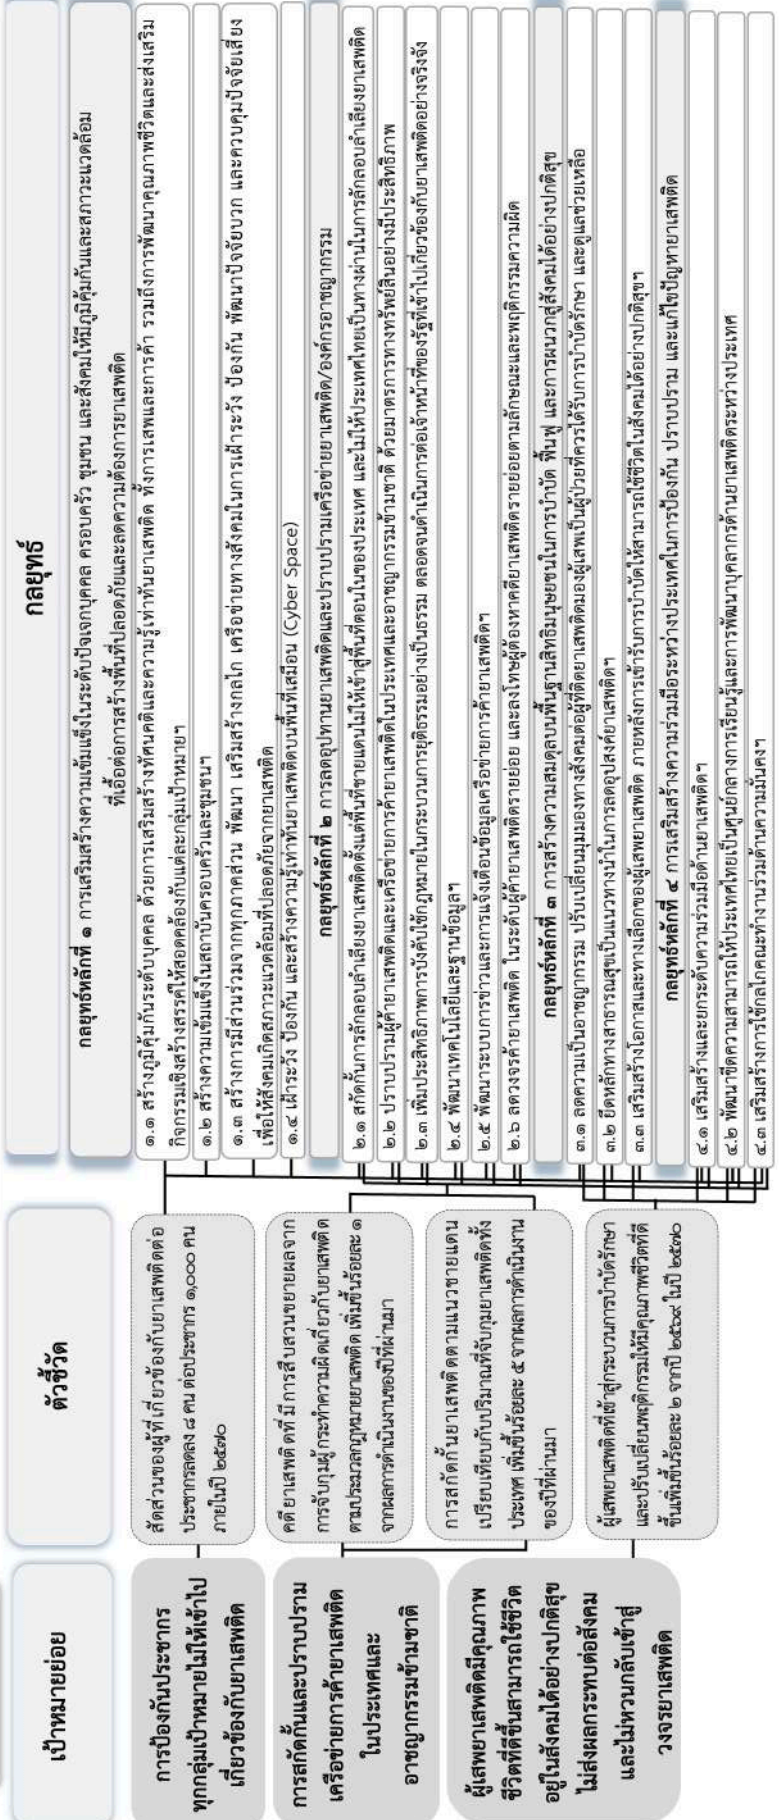 เป้าหมายย่อย
ตัวชี้วัด
กลยุทธ์
การป้องกันประชากร
ทุกกลุ่มเป้าหมายไม่ให้เข้าไป
เกี่ยวข้องกับยาเสพติด
การสกัดกั้นและปราบปราม
เครือข่ายการค้ายาเสพติด
ในประเทศและ
อาชญากรรมข้ามชาติ
ผู้เสพยาเสพติดมีคุณภาพ
ชีวิตที่ดีขึ้นสามารถใช้ชีวิต
อยู่ในสังคมได้อย่างปกติสุข
ไม่ส่งผลกระทบต่อสังคม
และไม่หวนกลับเข้าสู่
วงจรยาเสพติด
สัดส่วนของผู้ที่เกี่ยวข้องกับยาเสพติดต่อ
ประชากรลดลง ๘ คน ต่อประชากร ๑,๐๐๐ คน
ภายในปี ๒๕๗๐
คดียาเสพติดที่มีการสืบสวนขยายผลจาก
การจับกุมผู้กระทำความผิดเกี่ยวกับยาเสพติด
ตามประมวลกฎหมายยาเสพติด เพิ่มขึ้นร้อยละ ๑
จากผลการดำเนินงานของปีที่ผ่านมา
การสกัดกั้นยาเสพติดตามแนวชายแดน
เปรียบเทียบกับปริมาณที่จับกุมยาเสพติดทั้ง
ประเทศ เพิ่มขึ้นร้อยละ ๕ จากผลการดำเนินงาน
ของปีที่ผ่านมา
ผู้เสพยาเสพติดที่เข้าสู่กระบวนการบำบัดรักษา
และปรับเปลี่ยนพฤติกรรมให้มีคุณภาพชีวิตที่ดี
ขึ้นเพิ่มขึ้นร้อยละ ๒ จากปี ๒๕๖๙ ในปี ๒๕๗๐
กลยุทธ์หลักที่ ๑ การเสริมสร้างความเข้มแข็งในระดับปัจเจกบุคคล ครอบครัว ชุมชน และสังคมให้มีภูมิคุ้มกันและสภาวะแวดล้อม
ที่เอื้อต่อการสร้างพื้นที่ปลอดภัยและลดความต้องการยาเสพติด
๑.๑ สร้างภูมิคุ้มกันระดับบุคคล ด้วยการเสริมสร้างทัศนคติและความรู้เท่าทันยาเสพติด ทั้งการเสพและการค้า รวมถึงการพัฒนาคุณภาพชีวิตและส่งเสริม
กิจกรรมเชิงสร้างสรรค์ให้สอดคล้องกับแต่ละกลุ่มเป้าหมายฯ
๑.๒ สร้างความเข้มแข็งในสถาบันครอบครัวและชุมชนฯ
๑.๓ สร้างการมีส่วนร่วมจากทุกภาคส่วน พัฒนา เสริมสร้างกลไก เครือข่ายทางสังคมในการเฝ้าระวัง ป้องกัน พัฒนาปัจจัยบวก และควบคุมปัจจัยเสี่ยง
เพื่อให้สังคมเกิดสภาวะแวดล้อมที่ปลอดภัยจากยาเสพติด
๑.๔ เฝ้าระวัง ป้องกัน และสร้างความรู้เท่าทันยาเสพติดบนพื้นที่เสมือน (Cyber Space)
กลยุทธ์หลักที่ ๒ การลดอุปทานยาเสพติดและปราบปรามเครือข่ายยาเสพติด/องค์กรอาชญากรรม
๒.๑ สกัดกั้นการลักลอบลำเลียงยาเสพติดตั้งแต่พื้นที่ชายแดนไม่ให้เข้าสู่พื้นที่ตอนในของประเทศ และไม่ให้ประเทศไทยเป็นทางผ่านในการลักลอบลำเลียงยาเสพติด
๒.๒ ปราบปรามผู้ค้ายาเสพติดและเครือข่ายการค้ายาเสพติดในประเทศและอาชญากรรมข้ามชาติ ด้วยมาตรการทางทรัพย์สินอย่างมีประสิทธิภาพ
๒.๓ เพิ่มประสิทธิภาพการบังคับใช้กฎหมายในกระบวนการยุติธรรมอย่างเป็นธรรม ตลอดจนดำเนินการต่อเจ้าหน้าที่ของรัฐที่เข้าไปเกี่ยวข้องกับยาเสพติดอย่างจริงจัง
๒.๔ พัฒนาเทคโนโลยีและฐานข้อมูลฯ
๒.๕ พัฒนาระบบการข่าวและการแจ้งเตือนข้อมูลเครือข่ายการค้ายาเสพติดฯ
๒.๖ ลดวงจรค้ายาเสพติด ในระดับผู้ค้ายาเสพติดรายย่อย และลงโทษผู้ต้องหาคดียาเสพติดรายย่อยตามลักษณะและพฤติกรรมความผิด
กลยุทธ์หลักที่ ๓ การสร้างความสมดุลบนพื้นฐานสิทธิมนุษยชนในการบำบัด ฟื้นฟู และการผนวกสู่สังคมได้อย่างปกติสุข
๓.๑ ลดความเป็นอาชญากรรม ปรับเปลี่ยนมุมมองทางสังคมต่อผู้ที่ติดยาเสพติดมองผู้เสพเป็นผู้ป่วยที่ควรได้รับการบำบัดรักษา และดูแลช่วยเหลือ
๓.๒ ยึดหลักทางสาธารณสุขเป็นแนวทางนำในการลดอุปสงค์ยาเสพติดฯ
๓.๓ เสริมสร้างโอกาสและทางเลือกของผู้เสพยาเสพติด ภายหลังการเข้ารับการบำบัดให้สามารถใช้ชีวิตในสังคมได้อย่างปกติสุขฯ
กลยุทธ์หลักที่ ๔ การเสริมสร้างความร่วมมือระหว่างประเทศในการป้องกัน ปราบปราม และแก้ไขปัญหายาเสพติด
๔.๑ เสริมสร้างและยกระดับความร่วมมือด้านยาเสพติดฯ
๔.๒ พัฒนาขีดความสามารถให้ประเทศไทยเป็นศูนย์กลางการเรียนรู้และการพัฒนาบุคลากรด้านยาเสพติดระหว่างประเทศ
๔.๓ เสริมสร้างการใช้กลไกคณะทำงานร่วมด้านความมั่นคงฯ